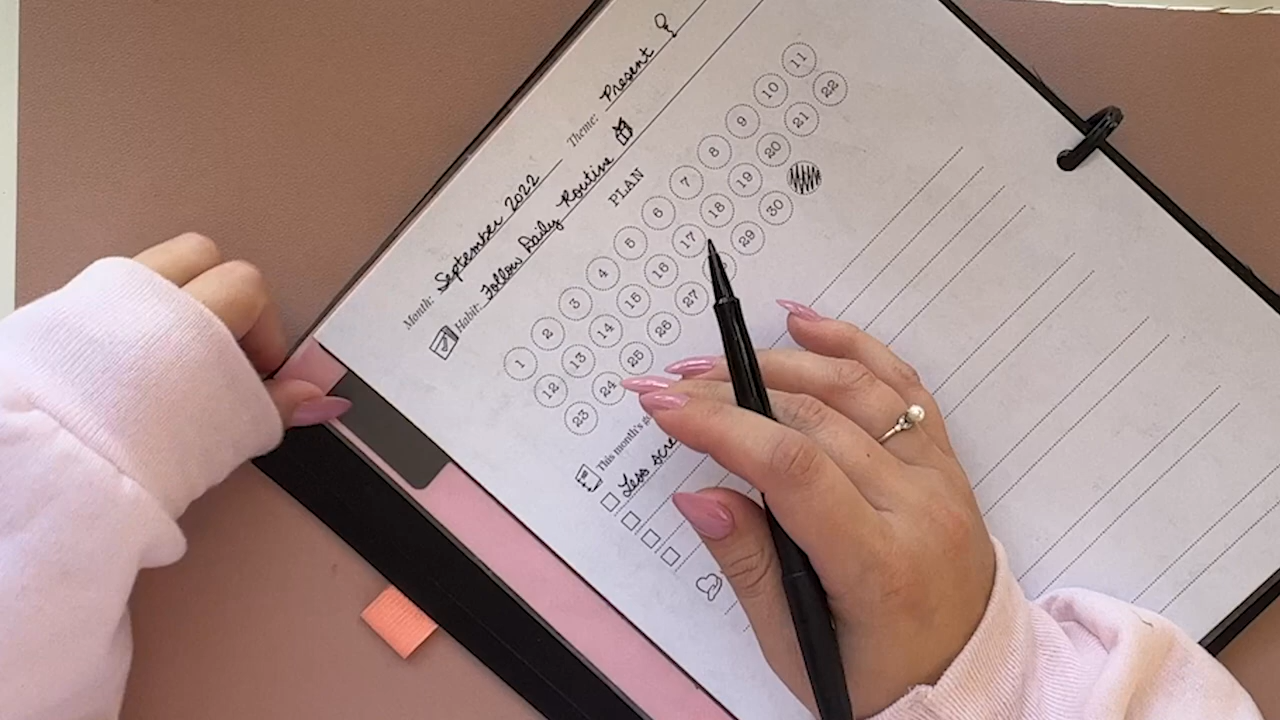 Month: September 2022 Theme: Present
Habit: Follow Daily Routine
PLAN
1 2 3 4 5 6 7 8 9 10 11
12 13 14 15 16 17 18 19 20 21 22
23 24 25 26 27 29 30
This month's
Less